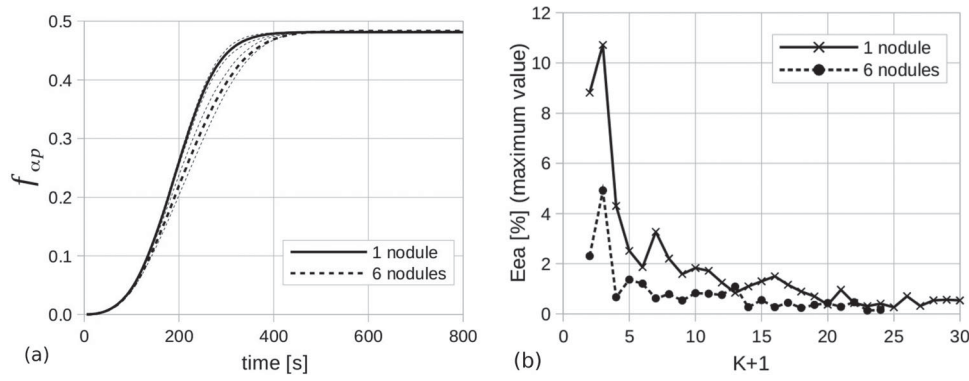 0.5
0.4
0.3
0.2
0.1
0.0
f αp
0 200 400 600 800
time [s]
1 nodule
6 nodules
(a)
12
10
8
6
4
2
0
Eea [%] (maximum value)
0 5 10 15 20 25 30
K+1
1 nodule
6 nodules
(b)